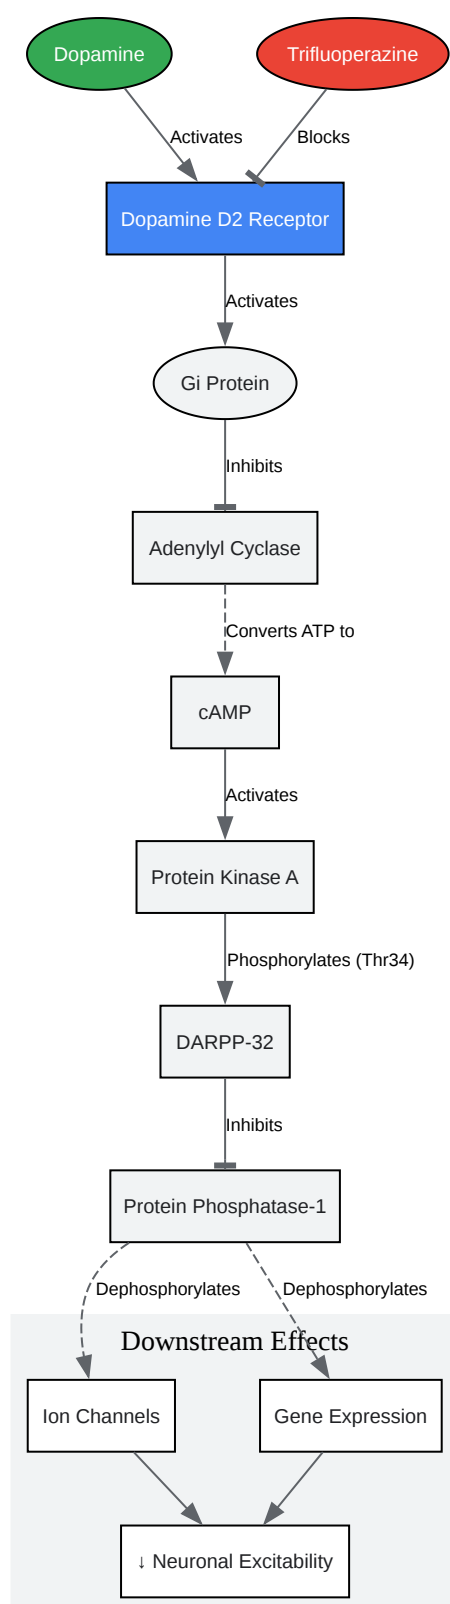 Dopamine
Trifluoperazine
Activates
Blocks
Dopamine D2 Receptor
Activates
Gi Protein
Inhibits
Adenylyl Cyclase
Converts ATP to
cAMP
Activates
Protein Kinase A
Phosphorylates (Thr34)
DARPP-32
Inhibits
Protein Phosphatase-1
Dephosphorylates
Dephosphorylates
Downstream Effects
Ion Channels
Gene Expression
↓ Neuronal Excitability